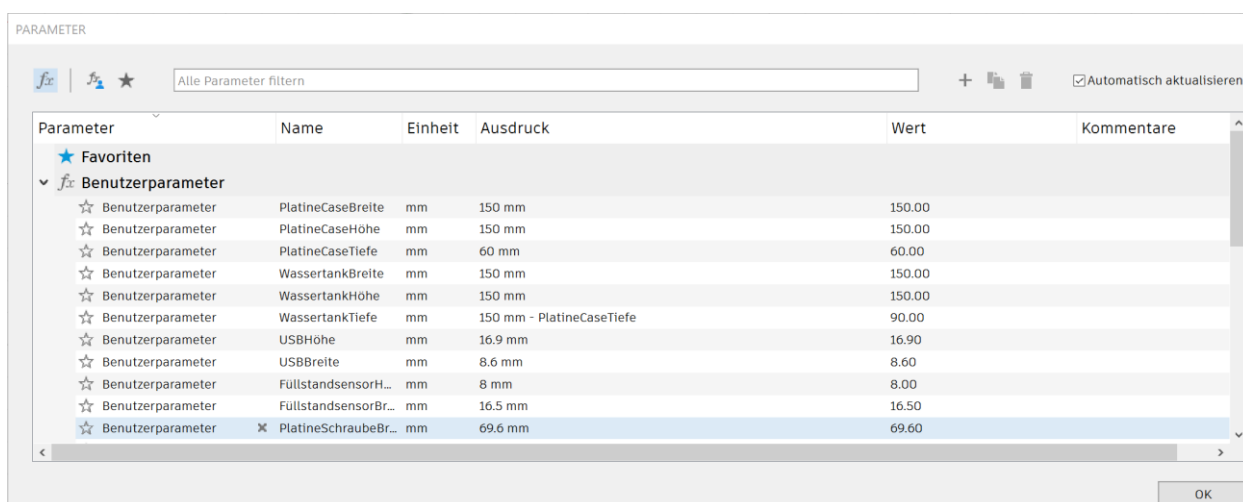 PARAMETER
fx Alle Parameter filtern Automatisch aktualisieren
Parameter Name Einheit Ausdruck Wert Kommentare
Favoriten
fx Benutzerparameter
Benutzerparameter PlatineCaseBreite mm 150 mm 150.00
Benutzerparameter PlatineCaseHöhe mm 150 mm 150.00
Benutzerparameter PlatineCaseTiefe mm 60 mm 60.00
Benutzerparameter WassertankBreite mm 150 mm 150.00
Benutzerparameter WassertankHöhe mm 150 mm 150.00
Benutzerparameter WassertankTiefe mm 150 mm - PlatineCaseTiefe 90.00
Benutzerparameter USBHöhe mm 16.9 mm 16.90
Benutzerparameter USBBreite mm 8.6 mm 8.60
Benutzerparameter FüllstandsensorH... mm 8 mm 8.00
Benutzerparameter FüllstandsensorBr... mm 16.5 mm 16.50
Benutzerparameter PlatineSchraubeBr... mm 69.6 mm 69.60
OK